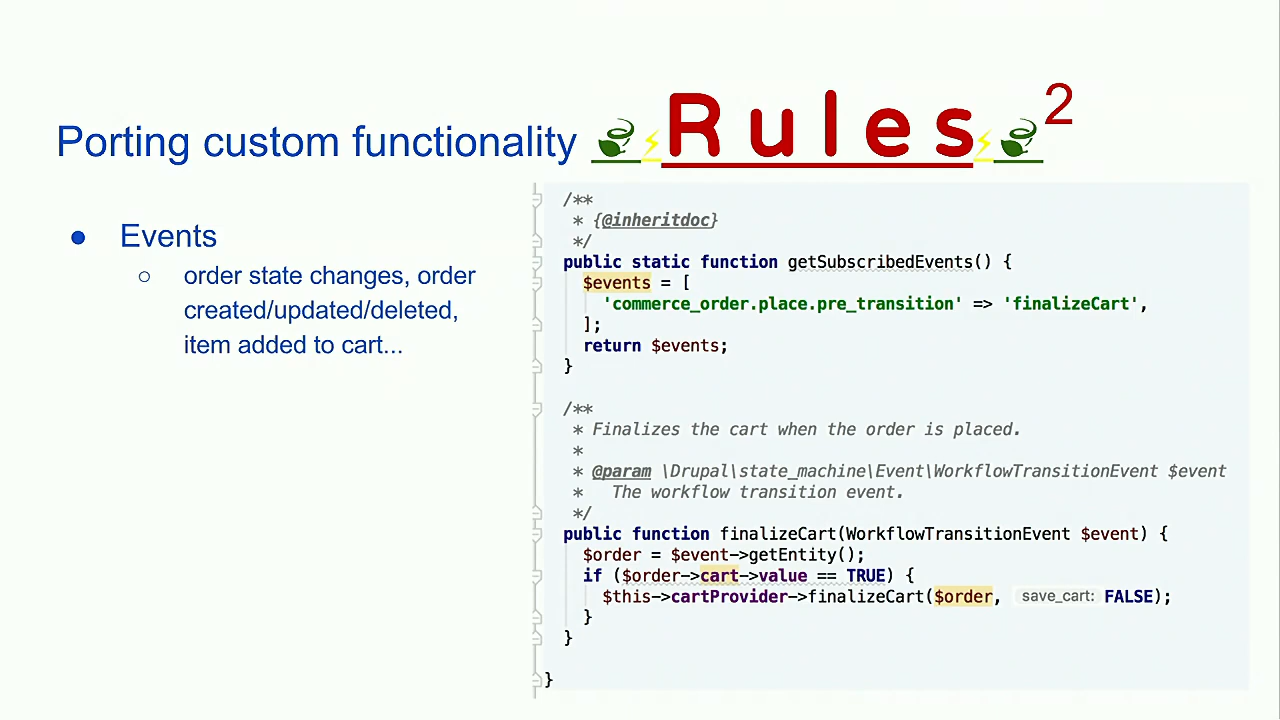 Porting custom functionality Rules 2
● Events
○ order state changes, order
created/updated/deleted,
item added to cart...
/**
* {@inheritdoc}
*/
public static function getSubscribedEvents() {
$events = [
'commerce_order.place.pre_transition' => 'finalizeCart',
];
return $events;
}
/**
* Finalizes the cart when the order is placed.
*
* @param \Drupal\state_machine\Event\WorkflowTransitionEvent $event
* The workflow transition event.
*/
public function finalizeCart(WorkflowTransitionEvent $event) {
$order = $event->getEntity();
if ($order->cart->value == TRUE) {
$this->cartProvider->finalizeCart($order, save_cart: FALSE);
}
}
}